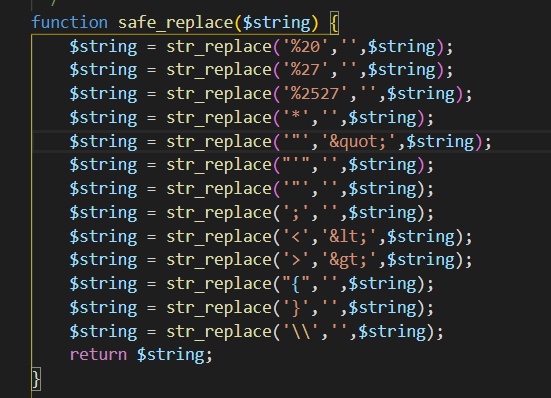 /
function safe_replace($string) {
$string = str_replace('%20','',$string);
$string = str_replace('%27','',$string);
$string = str_replace('%2527','',$string);
$string = str_replace('*','',$string);
$string = str_replace('"','&quot;',$string);
$string = str_replace("'",'',$string);
$string = str_replace('"','',$string);
$string = str_replace(';','',$string);
$string = str_replace('<','&lt;',$string);
$string = str_replace('>','&gt;',$string);
$string = str_replace("{",'',$string);
$string = str_replace('}','',$string);
$string = str_replace('\\','',$string);
return $string;
}